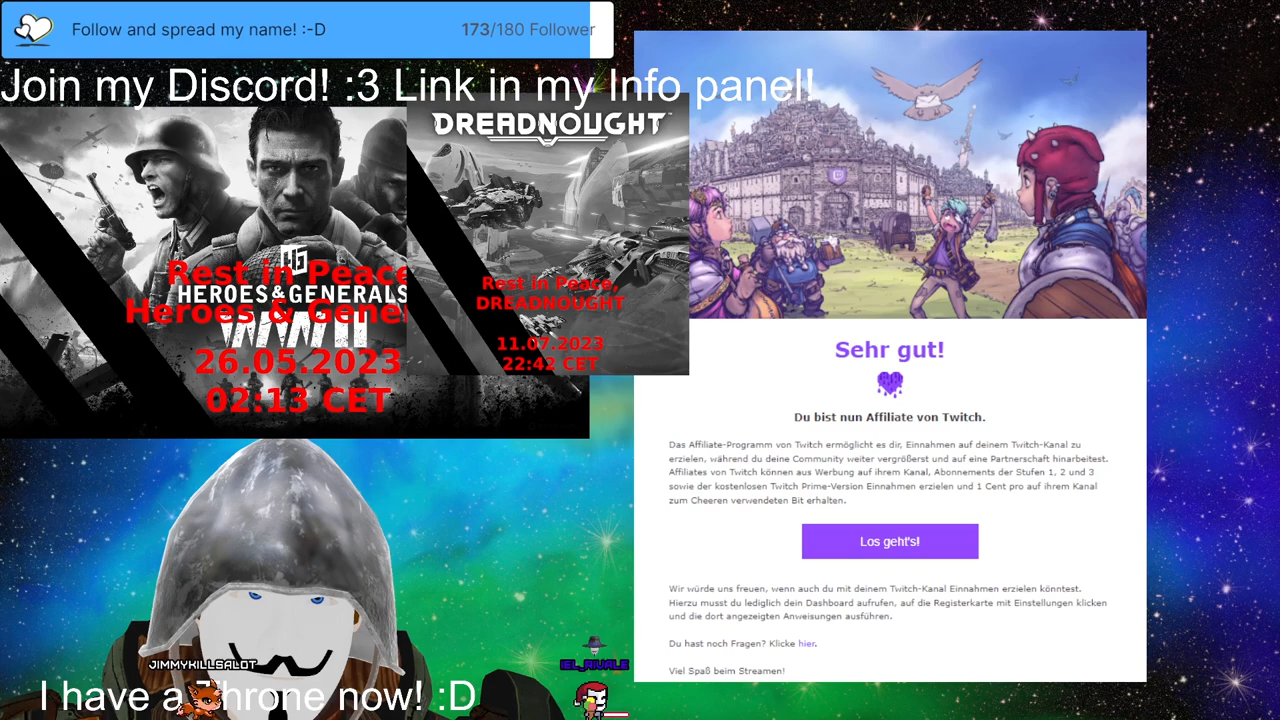 Follow and spread my name! :-D
173/180 Follower
Join my Discord! :3 Link in my Info panel!
DREADNOUGHT
Rest in Peace,
DREADNOUGHT
11.07.2023
22:42 CET
Rest in Peace
HEROES & GENERALS
Heroes & Gene
WWII
26.05.2023
02:13 CET
Sehr gut!
Du bist nun Affiliate von Twitch.
Das Affiliate-Programm von Twitch ermöglicht es dir, Einnahmen auf deinem Twitch-Kanal zu
erzielen, während du deine Community weiter vergrößerst und auf eine Partnerschaft hinarbeitest.
Affiliates von Twitch können aus Werbung auf ihrem Kanal, Abonnements der Stufen 1, 2 und 3
sowie der kostenlosen Twitch Prime-Version Einnahmen erzielen und 1 Cent pro auf ihrem Kanal
zum Cheeren verwendeten Bit erhalten.
Los geht's!
Wir würde uns freuen, wenn auch du mit deinem Twitch-Kanal Einnahmen erzielen könntest.
Hierzu musst du lediglich dein Dashboard aufrufen, auf die Registerkarte mit Einstellungen klicken
und die dort angezeigten Anweisungen ausführen.
Du hast noch Fragen? Klicke hier.
Viel Spaß beim Streamen!
JIMMYKILLSALOT
IEL_RIVALE
I have a Throne now! :D